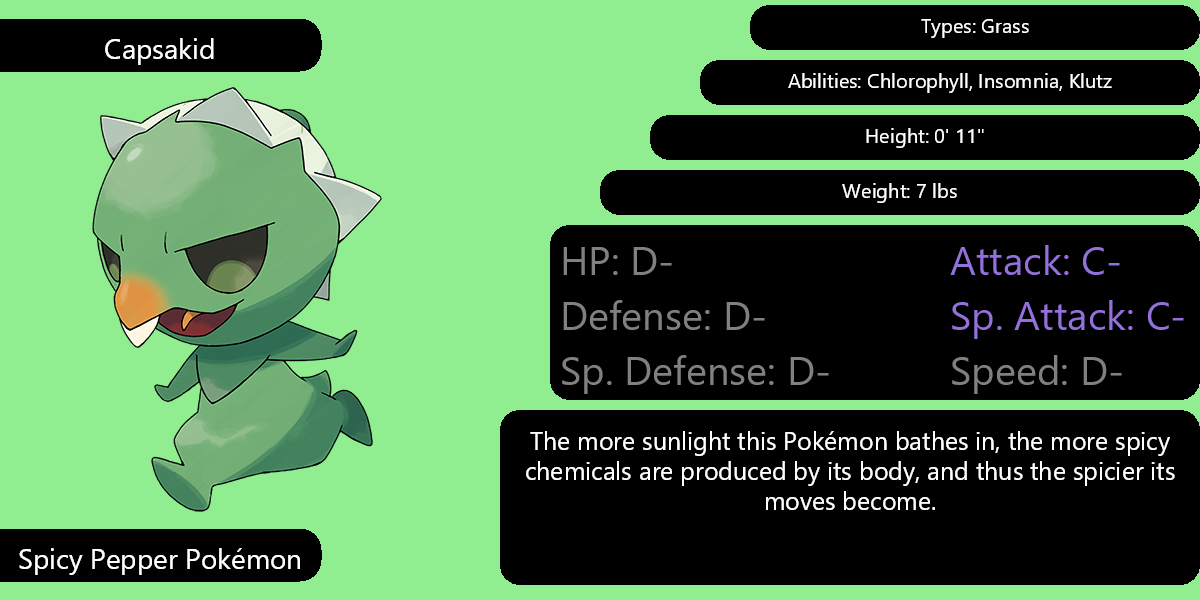 Capsakid
Types: Grass
Abilities: Chlorophyll, Insomnia, Klutz
Height: 0' 11"
Weight: 7 lbs
HP: D-
Attack: C-
Defense: D-
Sp. Attack: C-
Sp. Defense: D-
Speed: D-
The more sunlight this Pokémon bathes in, the more spicy
chemicals are produced by its body, and thus the spicier its
moves become.
Spicy Pepper Pokémon